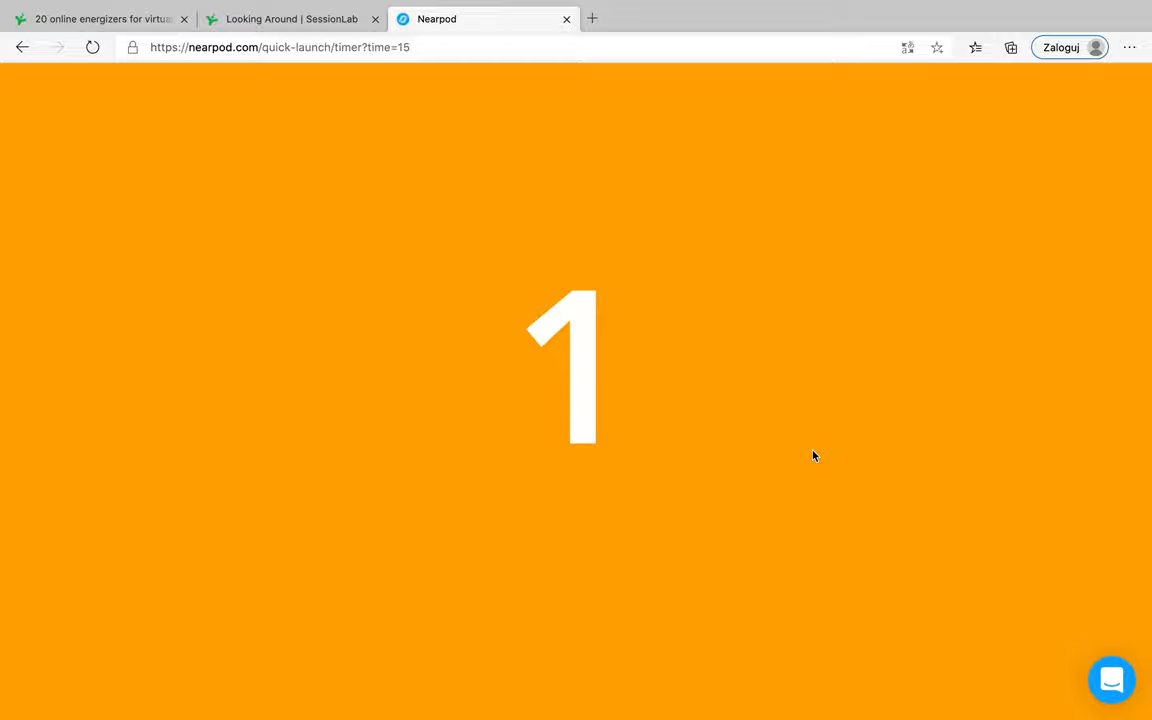 20 online energizers for virtua
Looking Around | SessionLab
Nearpod
https://nearpod.com/quick-launch/timer?time=15
Zaloguj
1